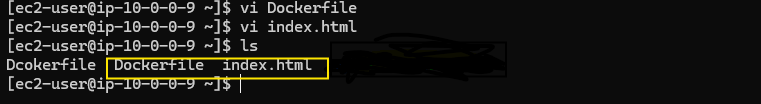 [ec2-user@ip-10-0-0-9 ~]$ vi Dockerfile
[ec2-user@ip-10-0-0-9 ~]$ vi index.html
[ec2-user@ip-10-0-0-9 ~]$ ls
Dcokerfile  Dockerfile  index.html
[ec2-user@ip-10-0-0-9 ~]$